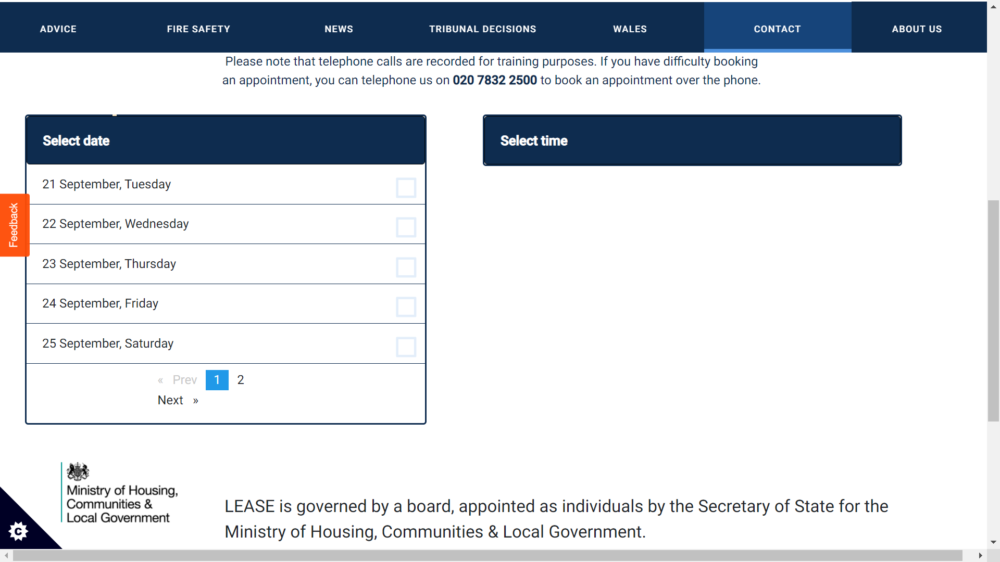 ADVICE FIRE SAFETY NEWS TRIBUNAL DECISIONS WALES CONTACT ABOUT US
Please note that telephone calls are recorded for training purposes. If you have difficulty booking
an appointment, you can telephone us on 020 7832 2500 to book an appointment over the phone.
Select date
21 September, Tuesday
22 September, Wednesday
23 September, Thursday
24 September, Friday
25 September, Saturday
« Prev 1 2
Next »
Select time
Feedback
Ministry of Housing,
Communities &
Local Government
LEASE is governed by a board, appointed as individuals by the Secretary of State for the
Ministry of Housing, Communities & Local Government.
C